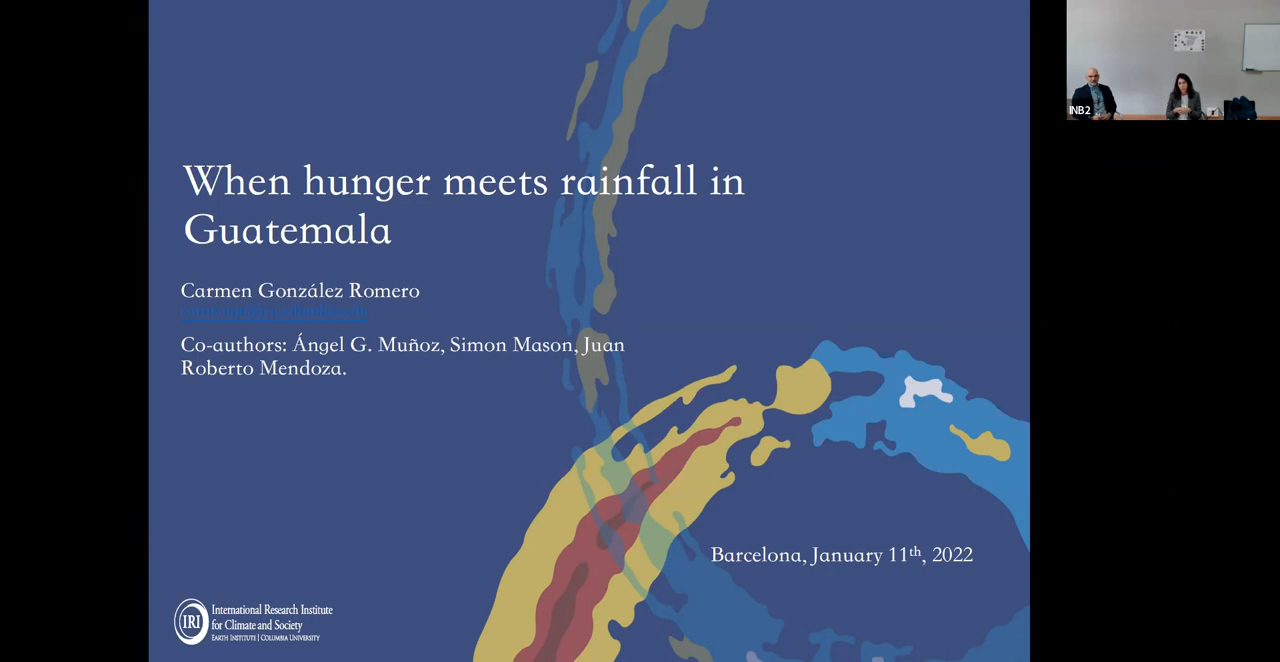 When hunger meets rainfall in
Guatemala
Carmen González Romero
Co-authors: Ángel G. Muñoz, Simon Mason, Juan
Roberto Mendoza.
Barcelona, January 11th, 2022
IRI
International Research Institute
for Climate and Society
EARTH INSTITUTE | COLUMBIA UNIVERSITY
INB2